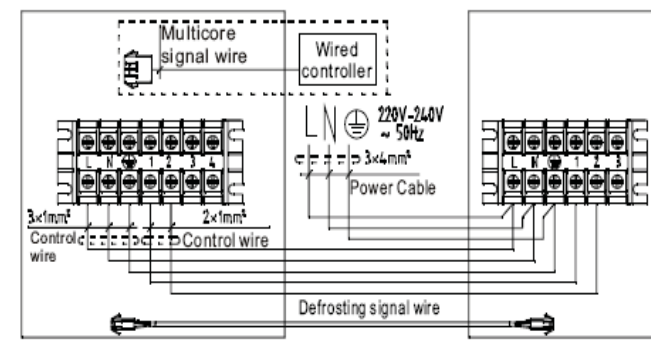 Multicore
signal wire
Wired
controller
L N 220V-240V
~ 50Hz
3×4mm²
Power Cable
L N 1 2 3 4
L N 1 2 3
3×1mm²
2×1mm²
Control
wire
Control wire
Defrosting signal wire